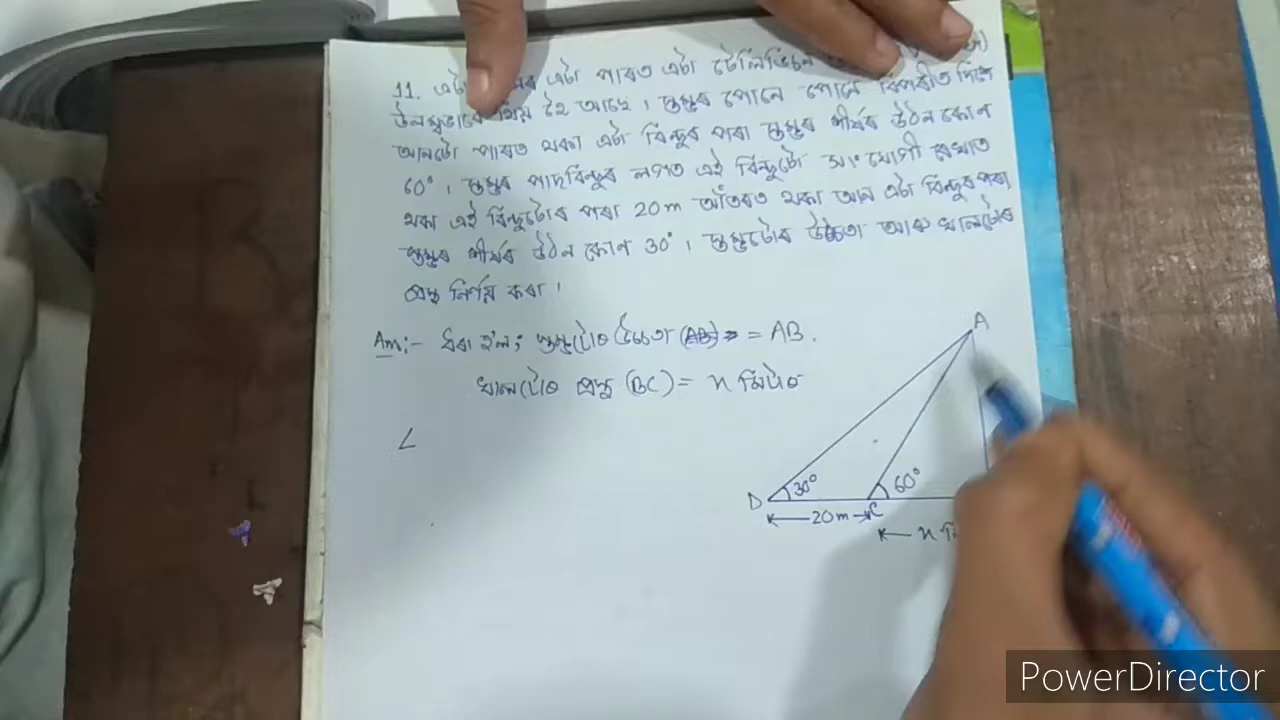 11. এটা পাৰত এটা টেলিভিচন
উলম্বভাৱে থিয় হৈ আছে। স্তম্ভৰ পোনে পোনে বিপৰীত দিশে
আনটো পাৰত থকা এটা বিন্দুৰ পৰা স্তম্ভৰ শীৰ্ষৰ উঠন কোণ
60°। স্তম্ভৰ পাদবিন্দুৰ লগত এই বিন্দুটো সংযোগী ৰেখাত
থকা এই বিন্দুটোৰ পৰা 20m আঁতৰত থকা আন এটা বিন্দুৰ পৰা
স্তম্ভৰ শীৰ্ষৰ উঠন কোণ 30°। স্তম্ভটোৰ উচ্চতা আৰু খালটোৰ
প্ৰস্থ নিৰ্ণয় কৰা।
Ans:- ধৰা হ'ল, স্তম্ভটোৰ উচ্চতা = AB.
খালটোৰ প্ৰস্থ (BC) = x মিটাৰ
∠
A
D 30° C 60°
20m
x মি
PowerDirector